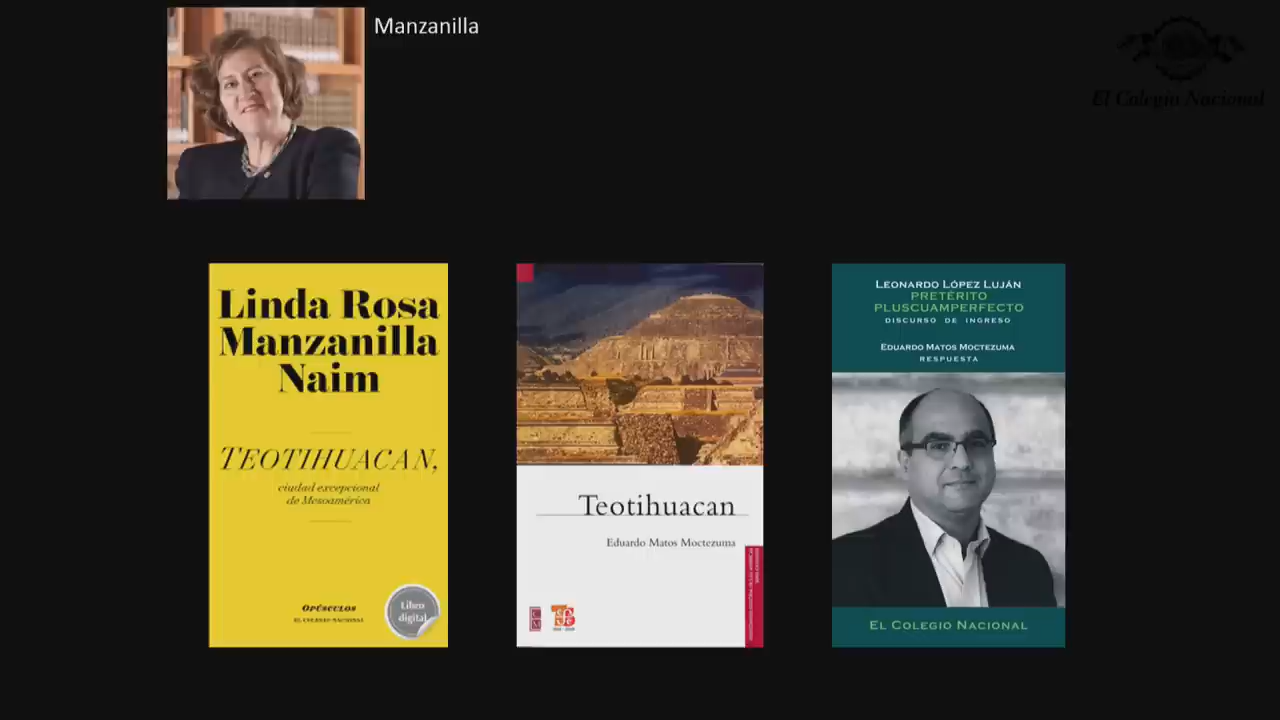 Manzanilla
El Colegio Nacional
Linda Rosa
Manzanilla
Naim
TEOTIHUACAN,
ciudad excepcional
de Mesoamérica
OPÚSCULOS
EL COLEGIO NACIONAL
Libro
digital
Teotihuacan
Eduardo Matos Moctezuma
LEONARDO LÓPEZ LUJÁN
PRETÉRITO
PLUSCUAMPERFECTO
DISCURSO DE INGRESO
EDUARDO MATOS MOCTEZUMA
RESPUESTA
EL COLEGIO NACIONAL